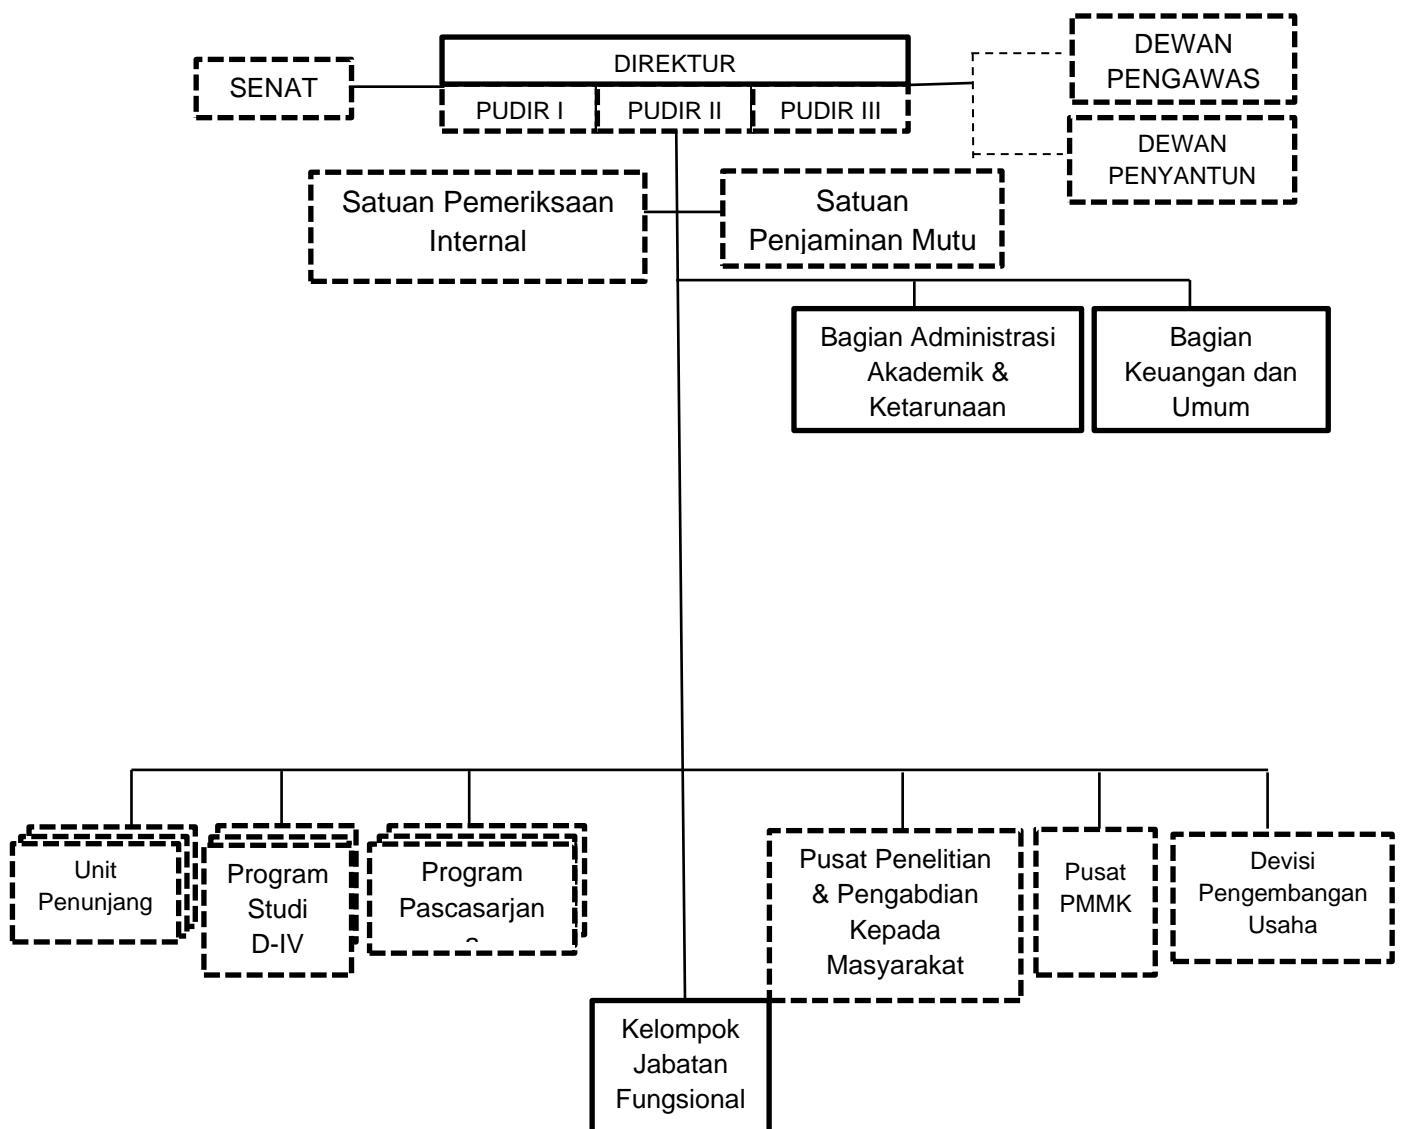 DIREKTUR
PUDIR I
PUDIR II
PUDIR III
SENAT
DEWAN
PENGAWAS
DEWAN
PENYANTUN
Satuan Pemeriksaan
Internal
Satuan
Penjaminan Mutu
Bagian Administrasi
Akademik &
Ketarunaan
Bagian
Keuangan dan
Umum
Unit
Penunjang
Program
Studi
D-IV
Program
Pascasarjan
Pusat Penelitian
& Pengabdian
Kepada
Masyarakat
Pusat
PMMK
Devisi
Pengembangan
Usaha
Kelompok
Jabatan
Fungsional